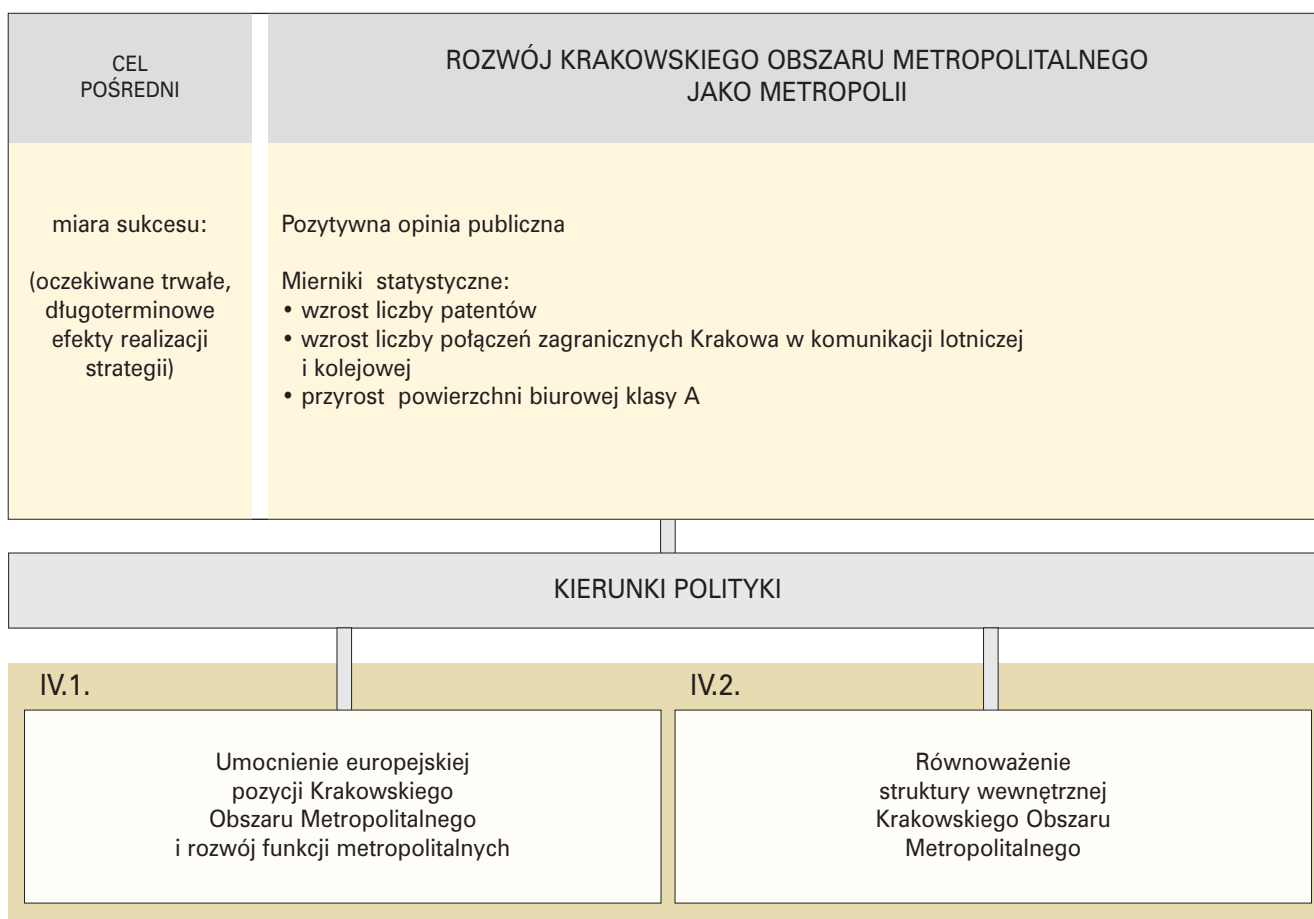 CEL
POŚREDNI
ROZWÓJ KRAKOWSKIEGO OBSZARU METROPOLITALNEGO
JAKO METROPOLII
miara sukcesu:
(oczekiwane trwałe,
długoterminowe
efekty realizacji
strategii)
Pozytywna opinia publiczna
Mierniki statystyczne:
• wzrost liczby patentów
• wzrost liczby połączeń zagranicznych Krakowa w komunikacji lotniczej
i kolejowej
• przyrost powierzchni biurowej klasy A
KIERUNKI POLITYKI
IV.1.
Umocnienie europejskiej
pozycji Krakowskiego
Obszaru Metropolitalnego
i rozwój funkcji metropolitalnych
IV.2.
Równoważenie
struktury wewnętrznej
Krakowskiego Obszaru
Metropolitalnego